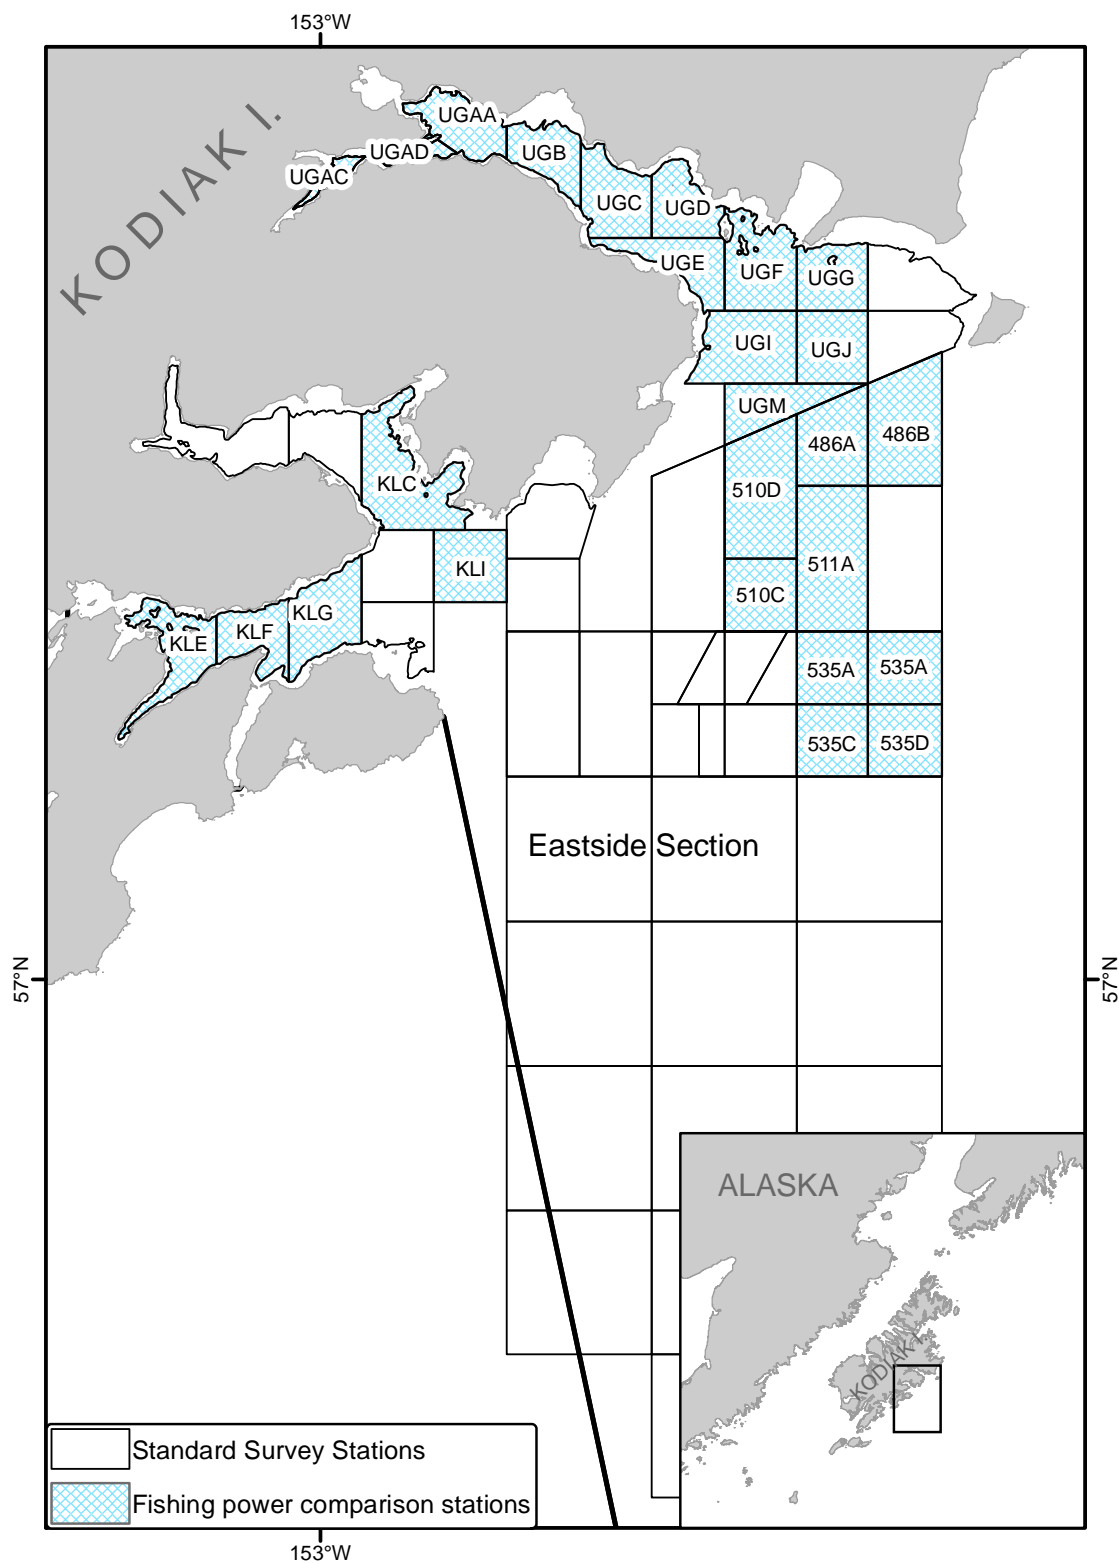 153°W
KODIAK I.
UGAA
UGAD
UGB
UGAC
UGC
UGD
UGE
UGF
UGG
UGI
UGJ
UGM
486A
486B
KLC
510D
511A
KLI
510C
KLG
KLF
KLE
535A
535A
535C
535D
Eastside Section
57°N
57°N
ALASKA
KODIAK I.
Standard Survey Stations
Fishing power comparison stations
153°W